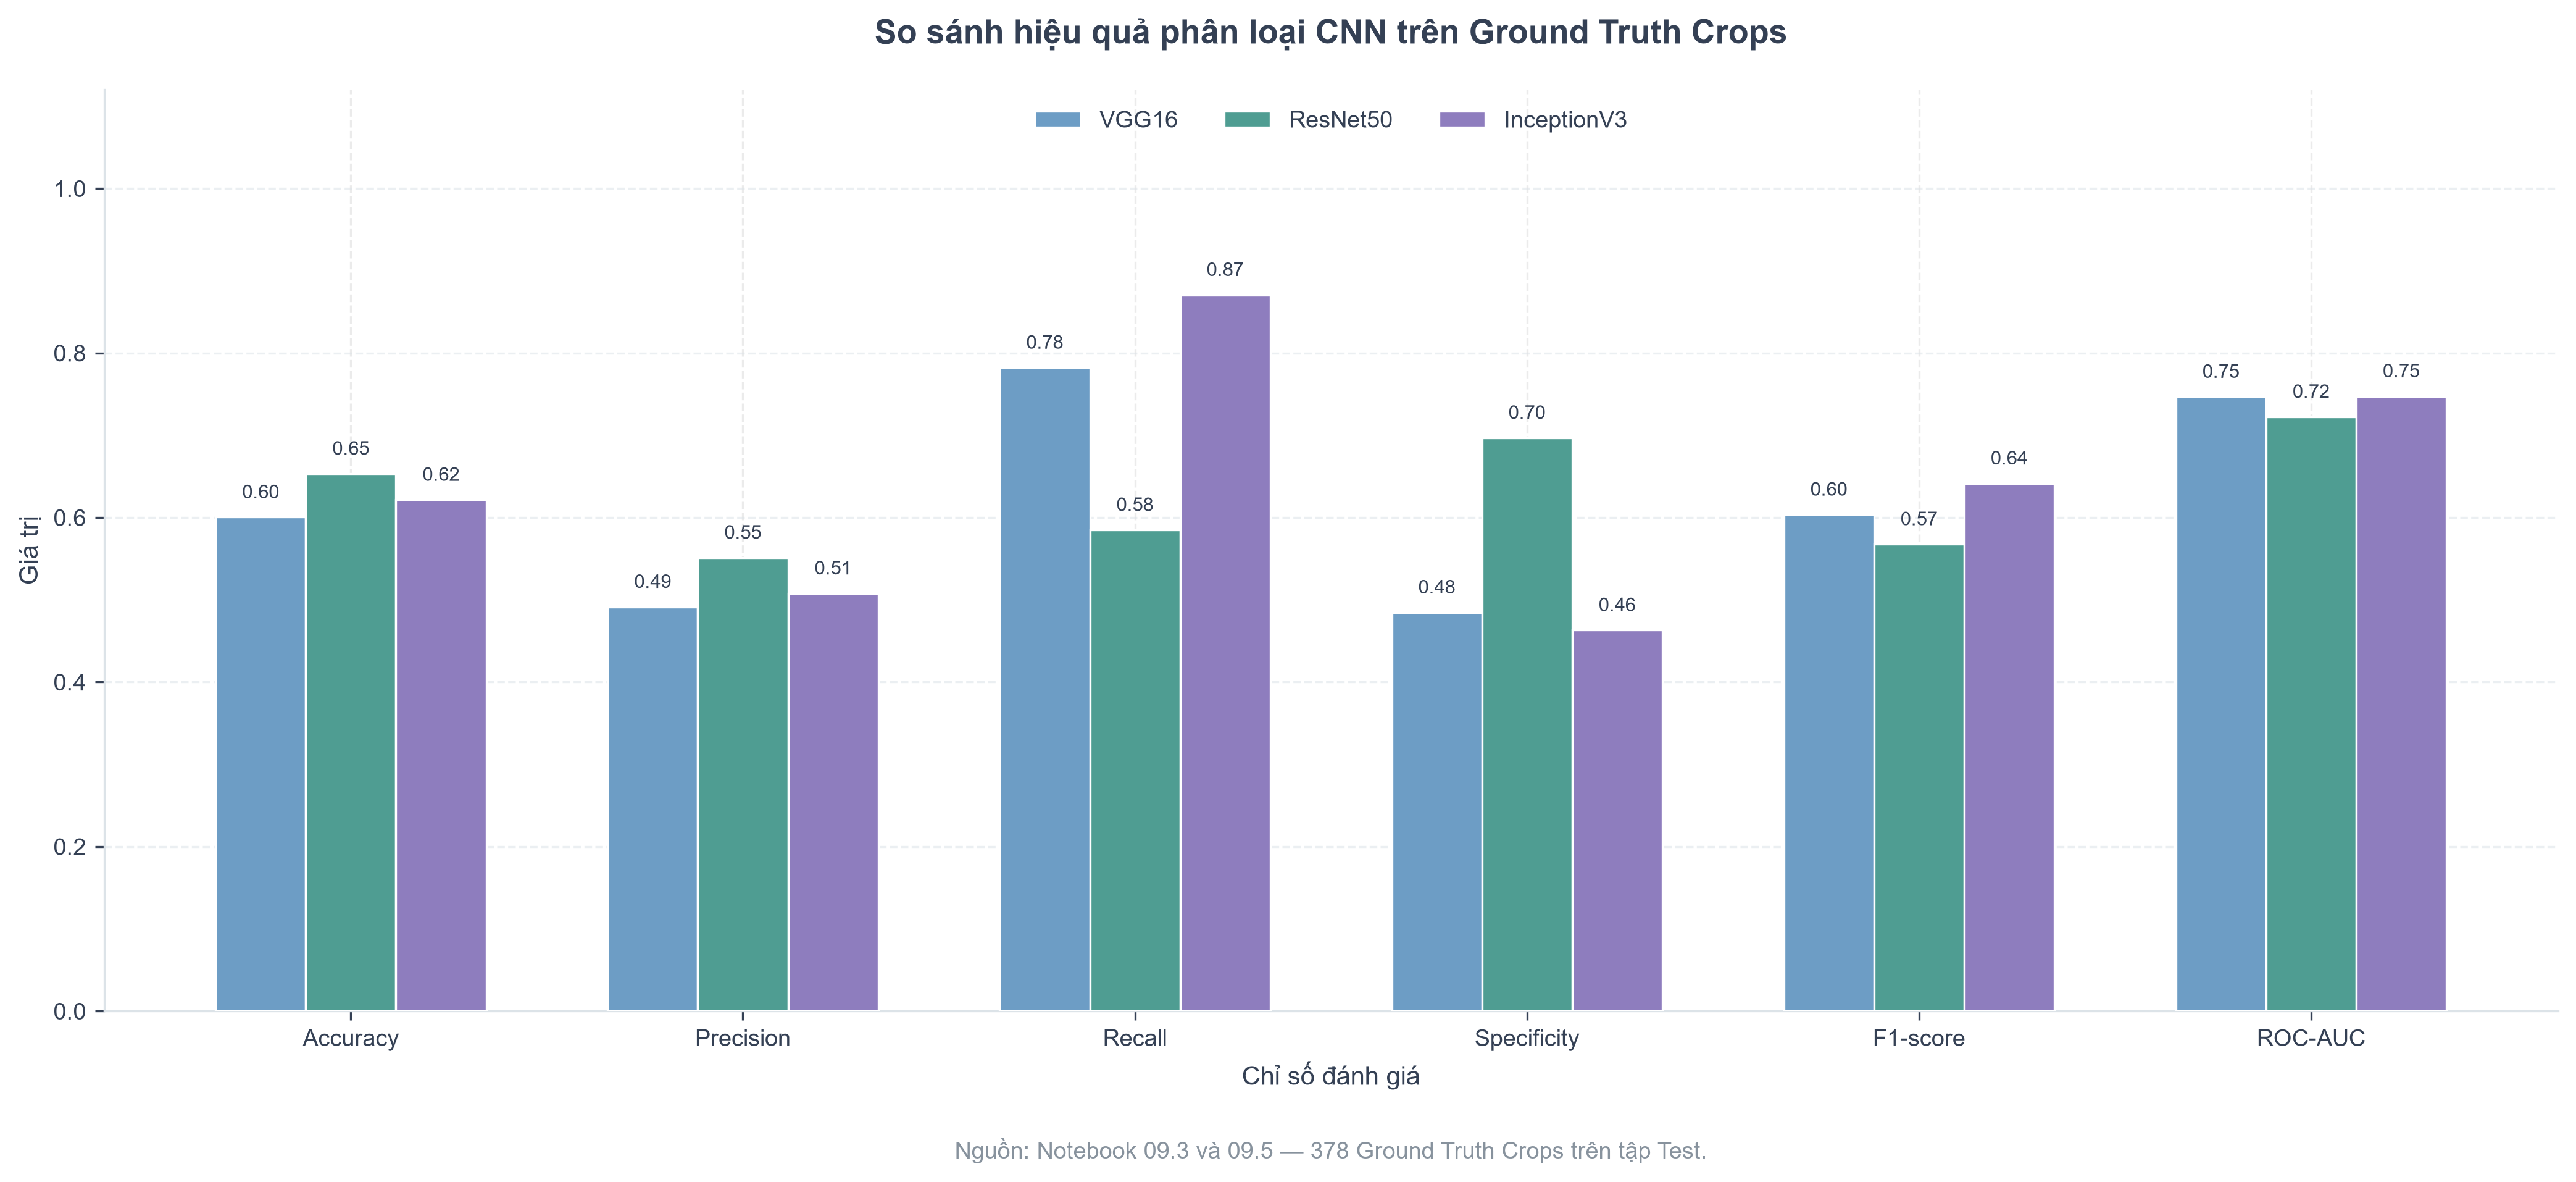 So sánh hiệu quả phân loại CNN trên Ground Truth Crops
VGG16 ResNet50 InceptionV3
Giá trị
1.0
0.8
0.6
0.4
0.2
0.0
0.60 0.65 0.62
0.49 0.55 0.51
0.78 0.58 0.87
0.48 0.70 0.46
0.60 0.57 0.64
0.75 0.72 0.75
Accuracy Precision Recall Specificity F1-score ROC-AUC
Chỉ số đánh giá
Nguồn: Notebook 09.3 và 09.5 — 378 Ground Truth Crops trên tập Test.